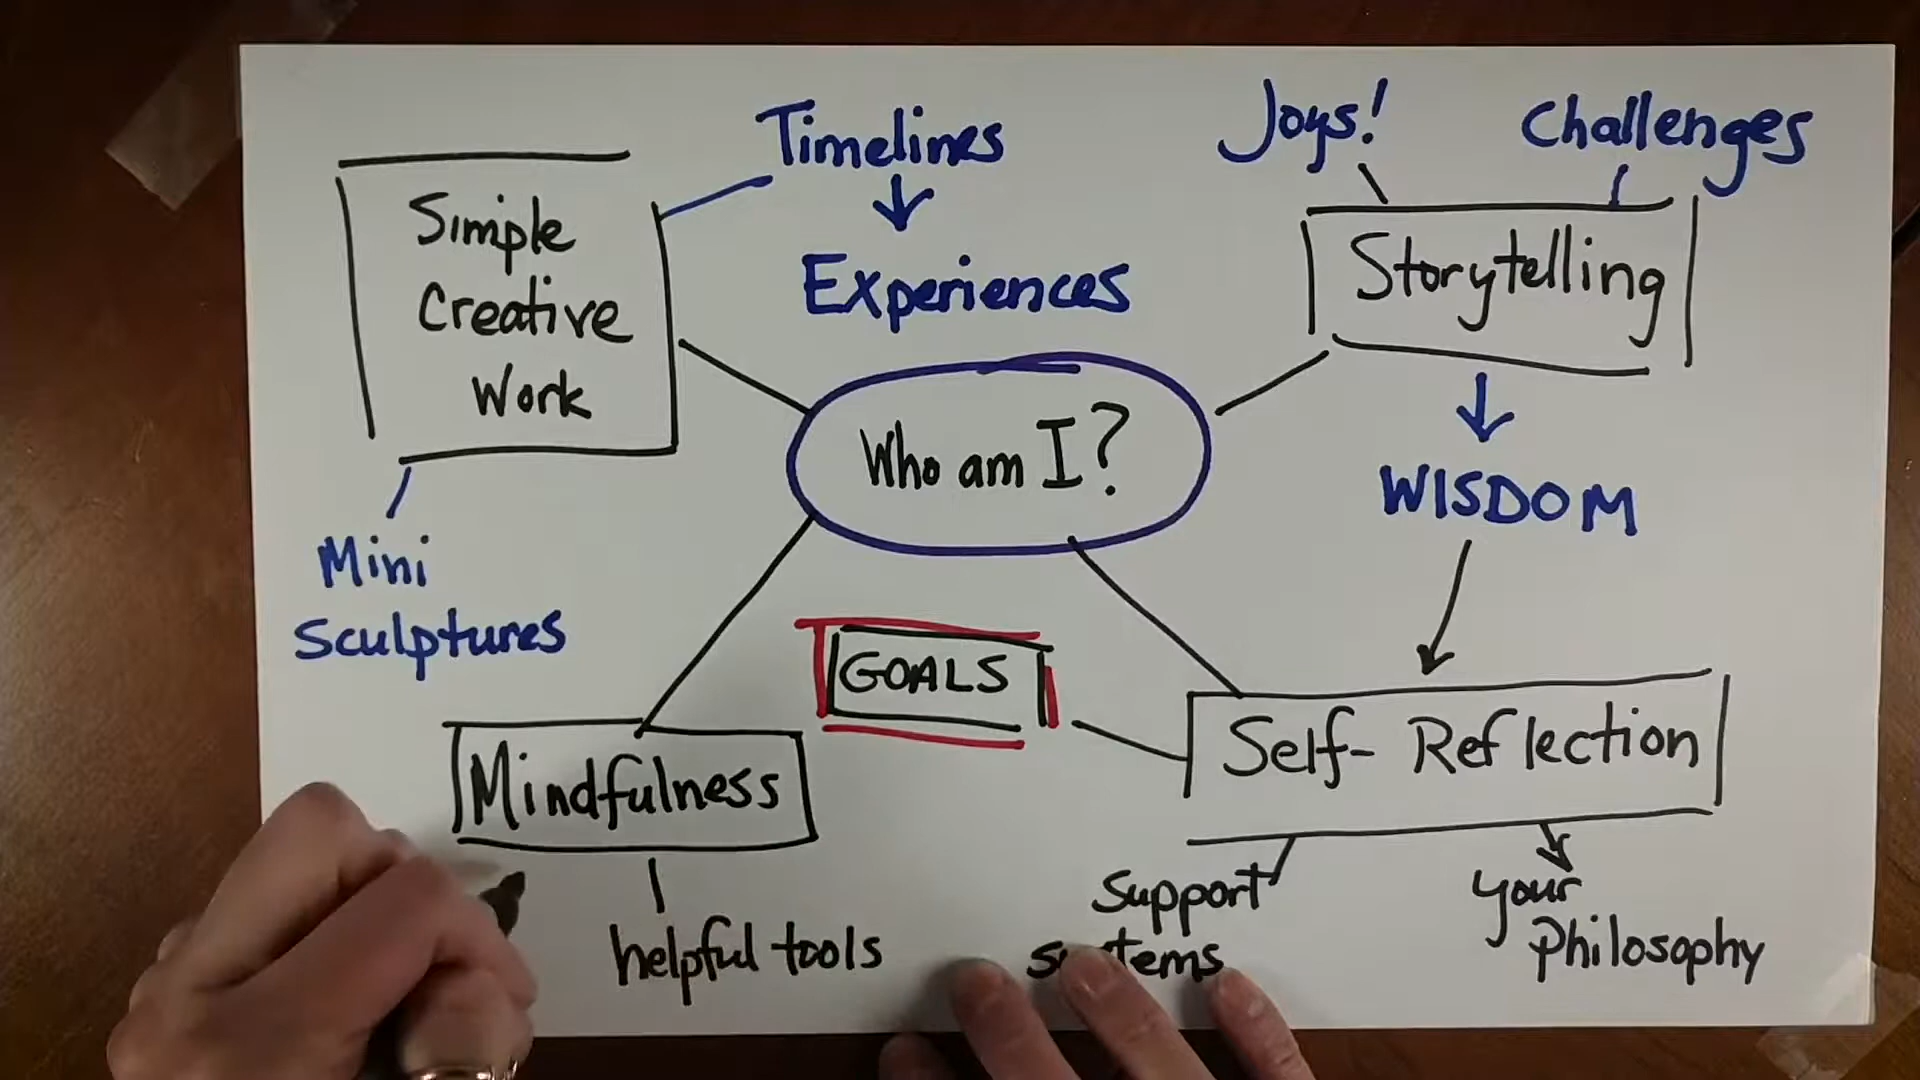 Timelines
Joys!
Challenges
Simple
Creative
Work
Experiences
Storytelling
Who am I?
WISDOM
Mini
Sculptures
GOALS
Self-Reflection
Mindfulness
Support
systems
your
Philosophy
helpful tools